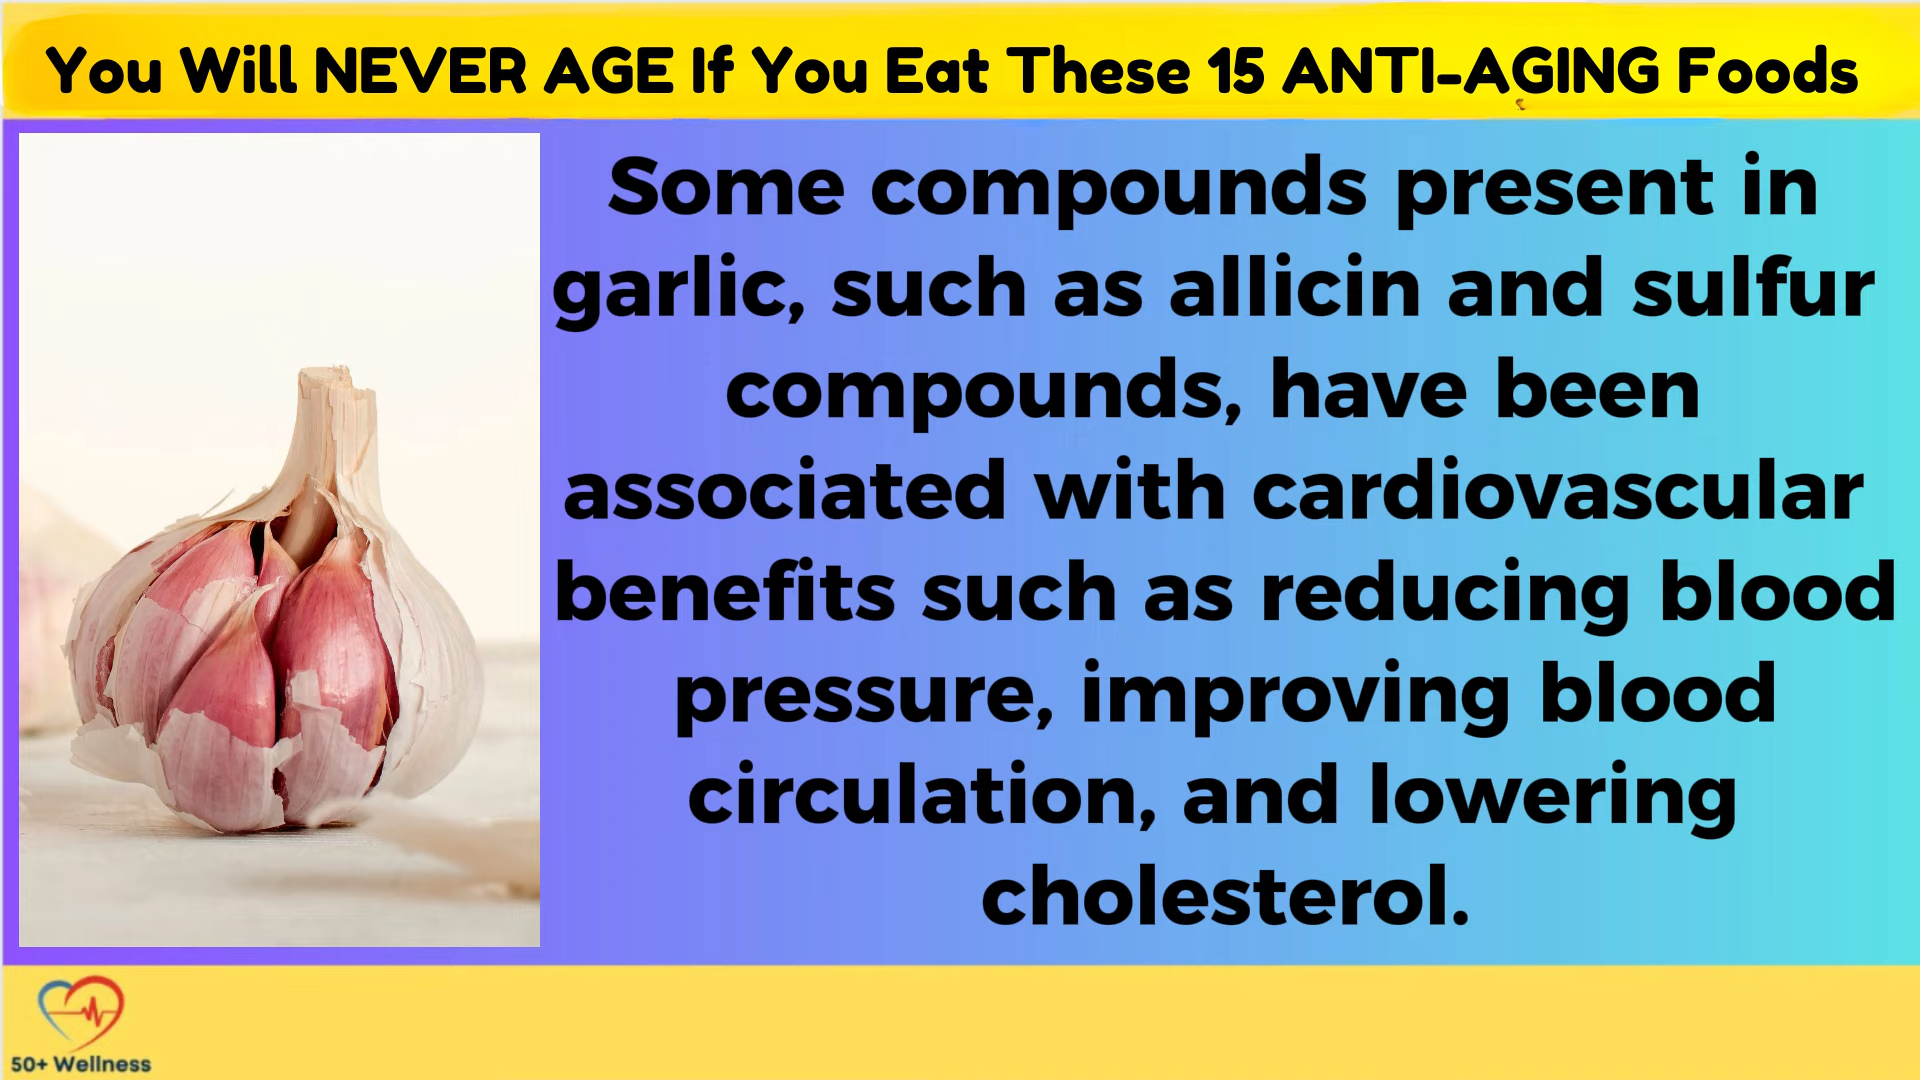 You Will NEVER AGE If You Eat These 15 ANTI-AGING Foods
Some compounds present in
garlic, such as allicin and sulfur
compounds, have been
associated with cardiovascular
benefits such as reducing blood
pressure, improving blood
circulation, and lowering
cholesterol.
50+ Wellness